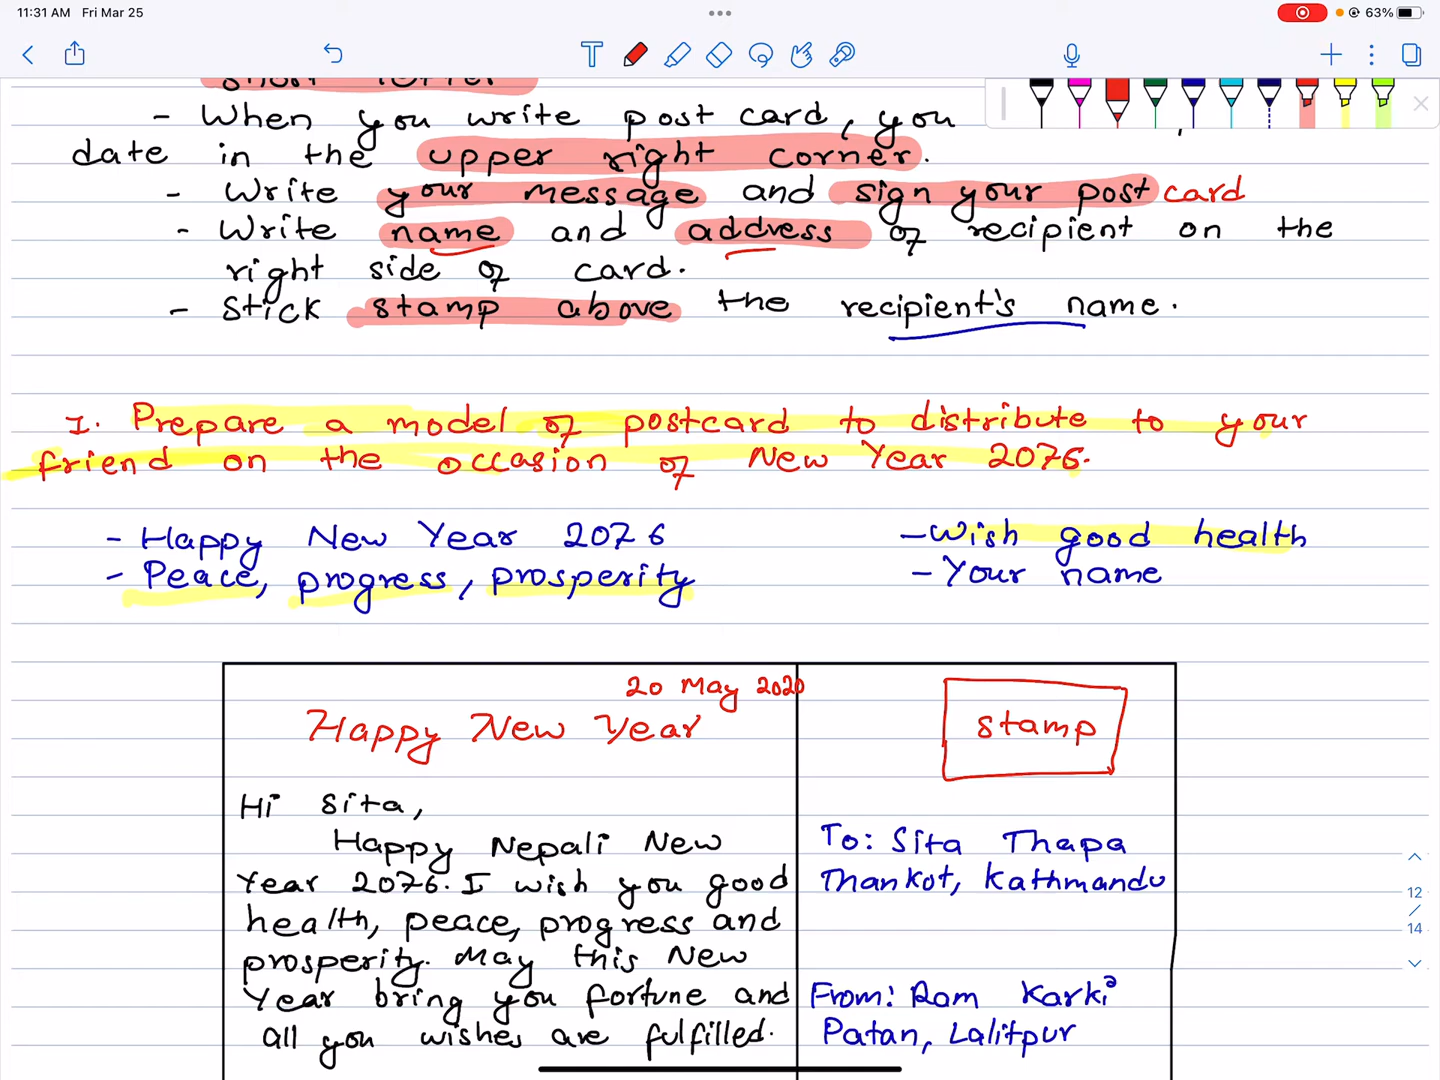 11:31 AM Fri Mar 25
63%
- When you write post card, you
date in the upper right corner.
- Write your message and sign your post card
- Write name and address of recipient on the
right side of card.
- Stick stamp above the recipient's name.
1. Prepare a model of postcard to distribute to your
friend on the occasion of New Year 2076.
- Happy New Year 2076
- Peace, progress, prosperity
- Wish good health
- Your name
20 May 2020
Happy New Year
Hi Sita,
Happy Nepali New
Year 2076. I wish you good
health, peace, progress and
prosperity. May this New
Year bring you fortune and
all you wishes are fulfilled.
stamp
To: Sita Thapa
Thankot, Kathmandu
From: Ram Karki
Patan, Lalitpur
12
/
14